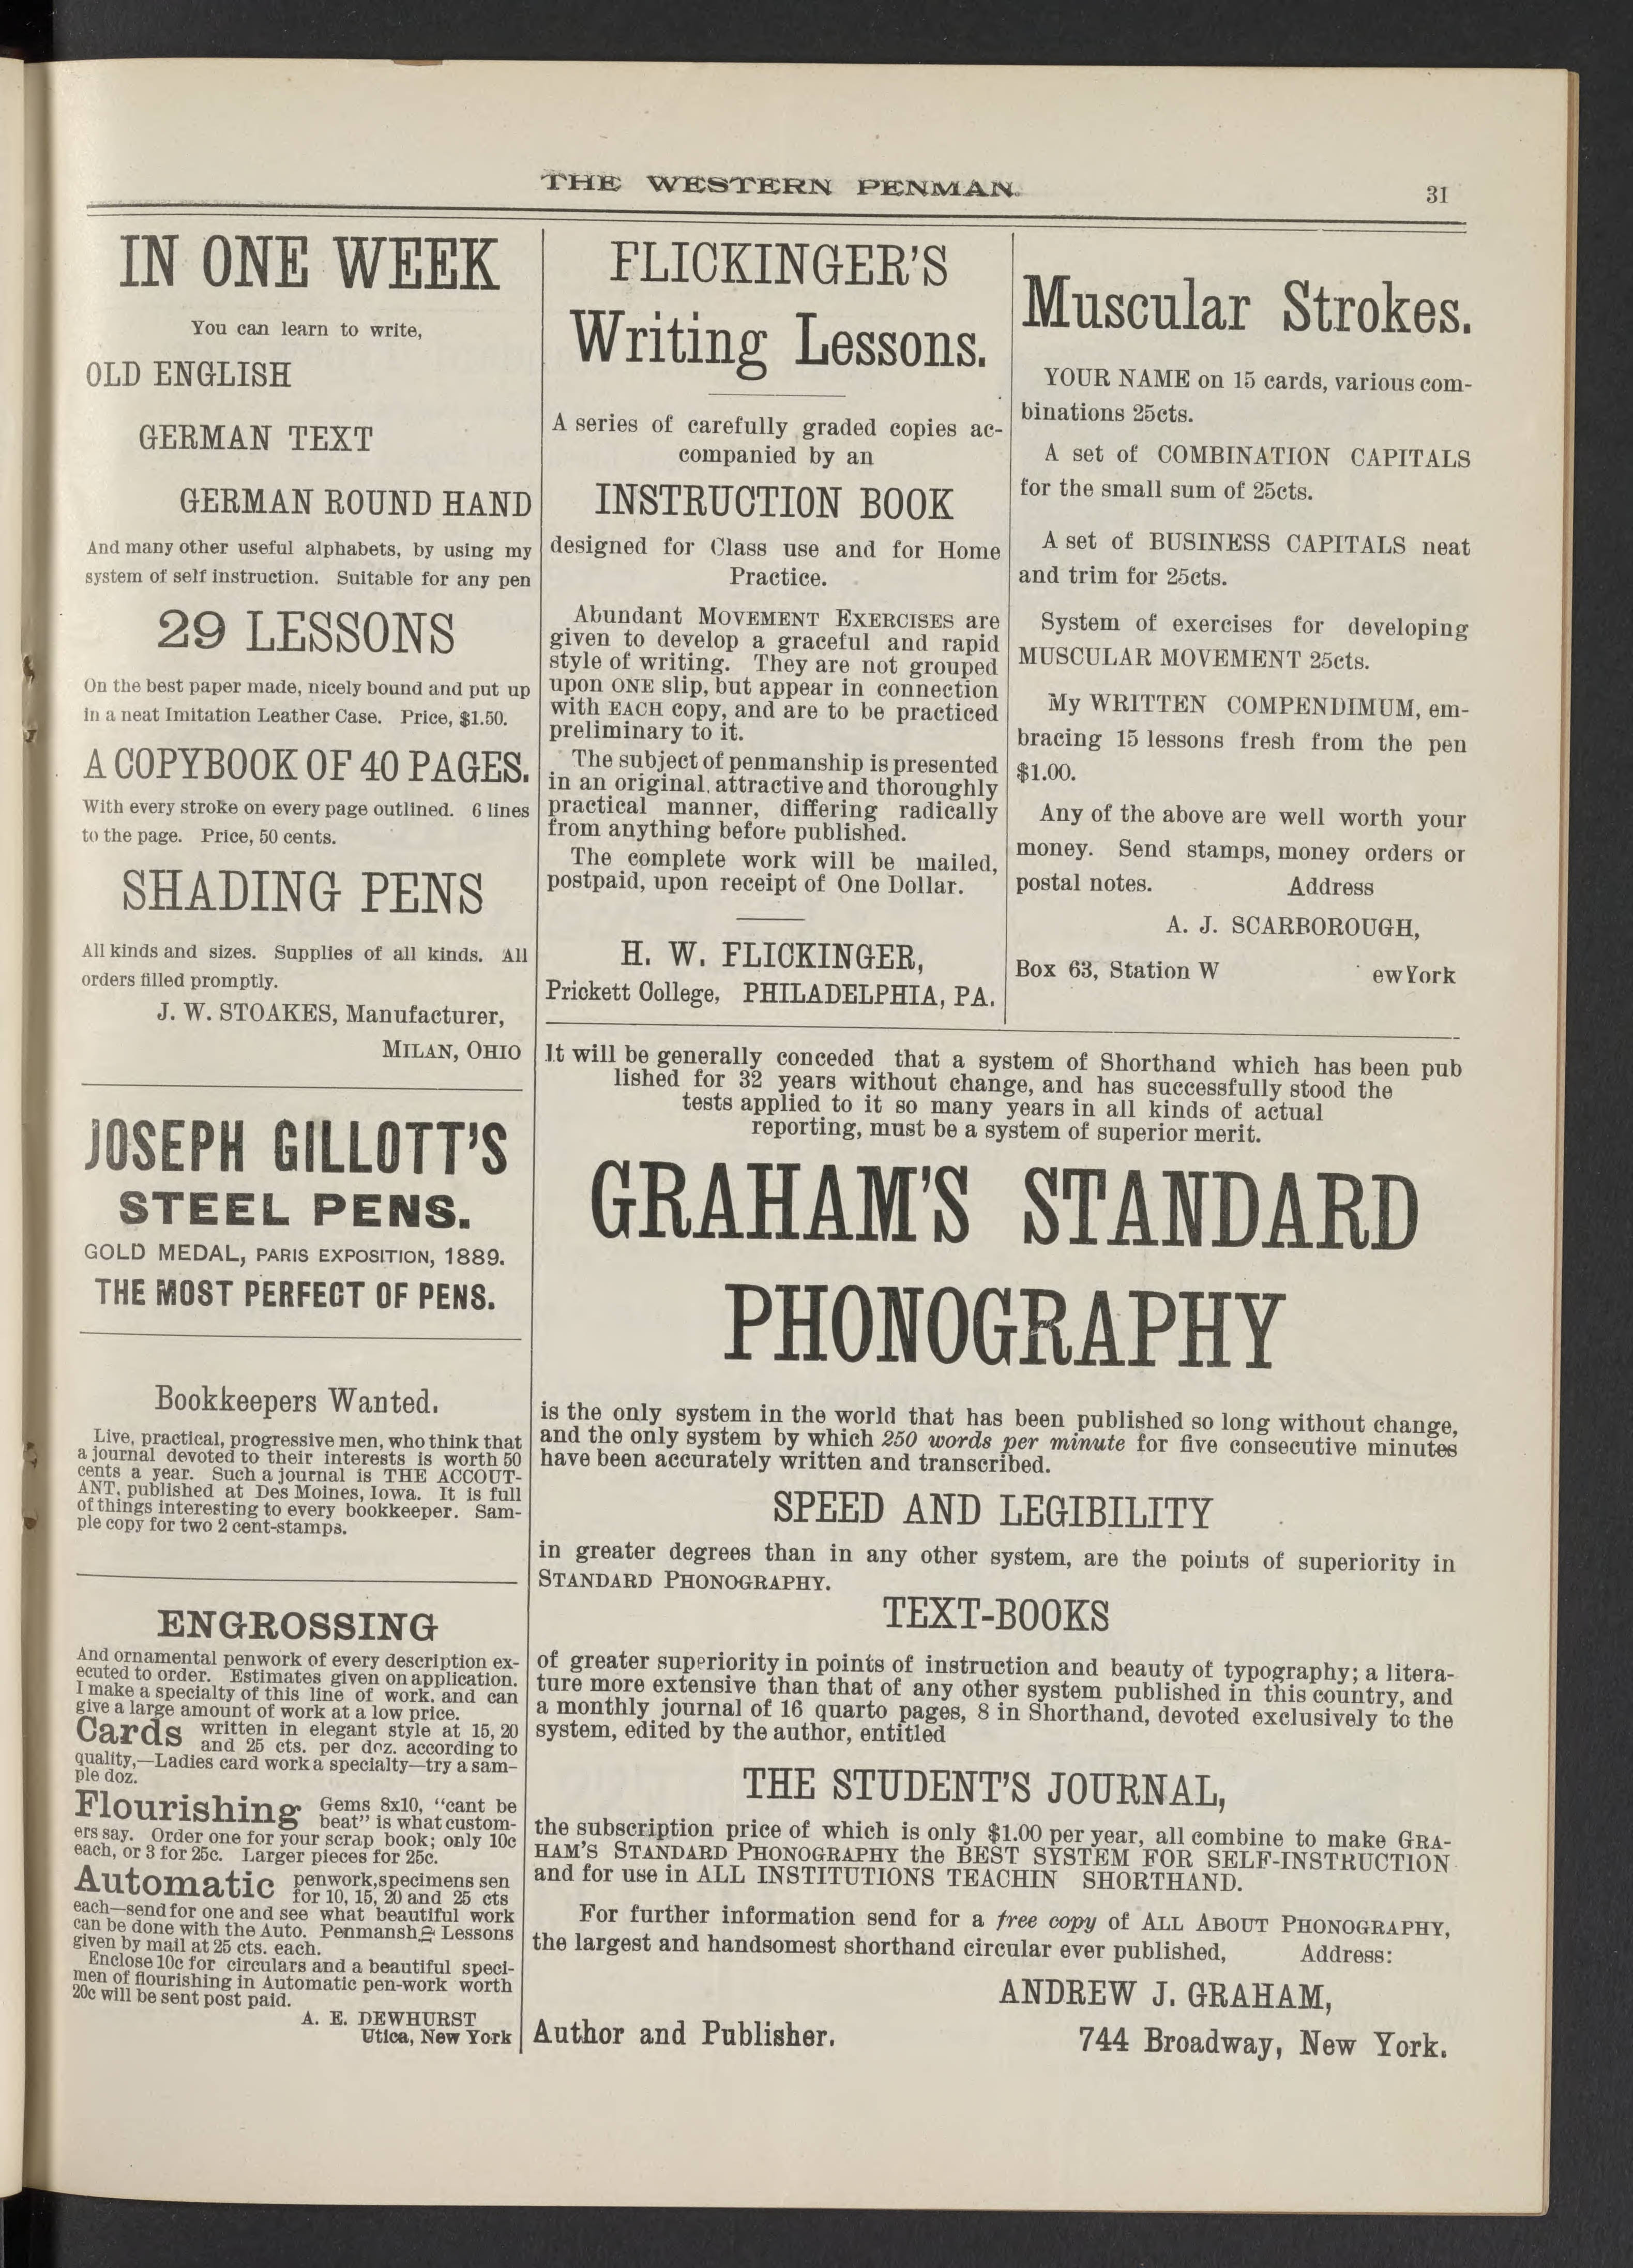 THE WESTERN PENMAN.
31
IN ONE WEEK
You can learn to write,
OLD ENGLISH
GERMAN TEXT
GERMAN ROUND HAND
And many other useful alphabets, by using my
system of self instruction. Suitable for any pen
29 LESSONS
On the best paper made, nicely bound and put up
in a neat Imitation Leather Case. Price, $1.50.
A COPYBOOK OF 40 PAGES.
With every stroke on every page outlined. 6 lines
to the page. Price, 50 cents.
SHADING PENS
All kinds and sizes. Supplies of all kinds. All
orders filled promptly.
J. W. STOAKES, Manufacturer,
MILAN, OHIO
JOSEPH GILLOTT'S
STEEL PENS.
GOLD MEDAL, PARIS EXPOSITION, 1889.
THE MOST PERFECT OF PENS.
Bookkeepers Wanted.
Live, practical, progressive men, who think that
a journal devoted to their interests is worth 50
cents a year. Such a journal is THE ACCOUT-
ANT, published at Des Moines, Iowa. It is full
of things interesting to every bookkeeper. Sam-
ple copy for two 2 cent-stamps.
ENGROSSING
And ornamental penwork of every description ex-
ecuted to order. Estimates given on application.
I make a specialty of this line of work, and can
give a large amount of work at a low price.
Cards written in elegant style at 15, 20
and 25 cts. per doz. according to
quality,—Ladies card work a specialty—try a sam-
ple doz.
Flourishing Gems 8x10, "cant be
beat" is what custom-
ers say. Order one for your scrap book; only 10c
each, or 3 for 25c. Larger pieces for 25c.
Automatic penwork, specimens sen
for 10, 15, 20 and 25 cts
each—send for one and see what beautiful work
can be done with the Auto. Penmansh Lessons
given by mail at 25 cts. each.
Enclose 10c for circulars and a beautiful speci-
men of flourishing in Automatic pen-work worth
20c will be sent post paid.
A. E. DEWHURST
Utica, New York
FLICKINGER'S
Writing Lessons.
A series of carefully graded copies ac-
companied by an
INSTRUCTION BOOK
designed for Class use and for Home
Practice.
Abundant MOVEMENT EXERCISES are
given to develop a graceful and rapid
style of writing. They are not grouped
upon ONE slip, but appear in connection
with EACH copy, and are to be practiced
preliminary to it.
The subject of penmanship is presented
in an original, attractive and thoroughly
practical manner, differing radically
from anything before published.
The complete work will be mailed,
postpaid, upon receipt of One Dollar.
H. W. FLICKINGER,
Prickett College, PHILADELPHIA, PA.
Muscular Strokes.
YOUR NAME on 15 cards, various com-
binations 25cts.
A set of COMBINATION CAPITALS
for the small sum of 25cts.
A set of BUSINESS CAPITALS neat
and trim for 25cts.
System of exercises for developing
MUSCULAR MOVEMENT 25cts.
My WRITTEN COMPENDIMUM, em-
bracing 15 lessons fresh from the pen
$1.00.
Any of the above are well worth your
money. Send stamps, money orders or
postal notes. Address
A. J. SCARBOROUGH,
Box 63, Station W ewYork
It will be generally conceded that a system of Shorthand which has been pub
lished for 32 years without change, and has successfully stood the
tests applied to it so many years in all kinds of actual
reporting, must be a system of superior merit.
GRAHAM'S STANDARD
PHONOGRAPHY
is the only system in the world that has been published so long without change,
and the only system by which 250 words per minute for five consecutive minutes
have been accurately written and transcribed.
SPEED AND LEGIBILITY
in greater degrees than in any other system, are the points of superiority in
STANDARD PHONOGRAPHY.
TEXT-BOOKS
of greater superiority in points of instruction and beauty of typography; a litera-
ture more extensive than that of any other system published in this country, and
a monthly journal of 16 quarto pages, 8 in Shorthand, devoted exclusively to the
system, edited by the author, entitled
THE STUDENT'S JOURNAL,
the subscription price of which is only $1.00 per year, all combine to make GRA-
HAM'S STANDARD PHONOGRAPHY the BEST SYSTEM FOR SELF-INSTRUCTION
and for use in ALL INSTITUTIONS TEACHIN SHORTHAND.
For further information send for a free copy of ALL ABOUT PHONOGRAPHY,
the largest and handsomest shorthand circular ever published, Address:
ANDREW J. GRAHAM,
Author and Publisher. 744 Broadway, New York.